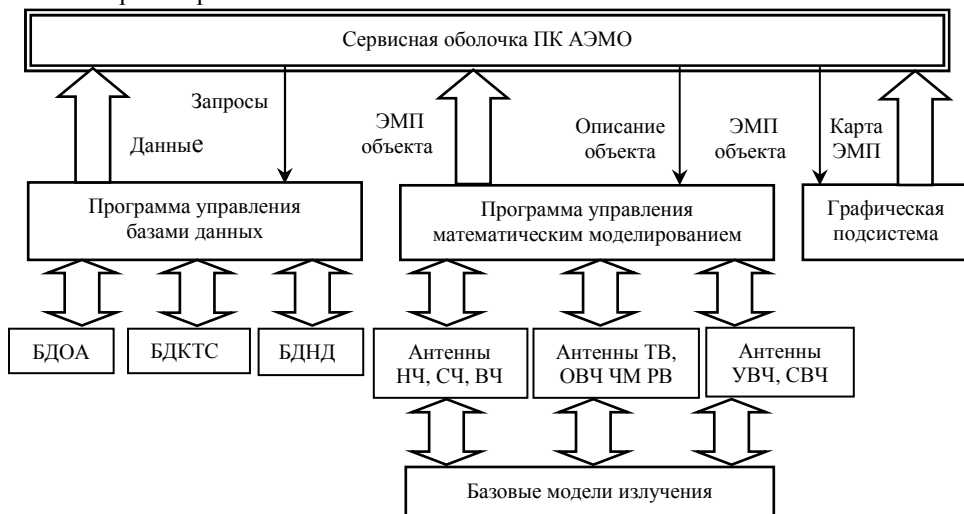 Сервисная оболочка ПК АЭМО
Запросы
Данные
ЭМП
объекта
Описание
объекта
ЭМП
объекта
Карта
ЭМП
Программа управления
базами данных
Программа управления
математическим моделированием
Графическая
подсистема
БДОА
БДКТС
БДНД
Антенны
НЧ, СЧ, ВЧ
Антенны ТВ,
ОВЧ ЧМ РВ
Антенны
УВЧ, СВЧ
Базовые модели излучения